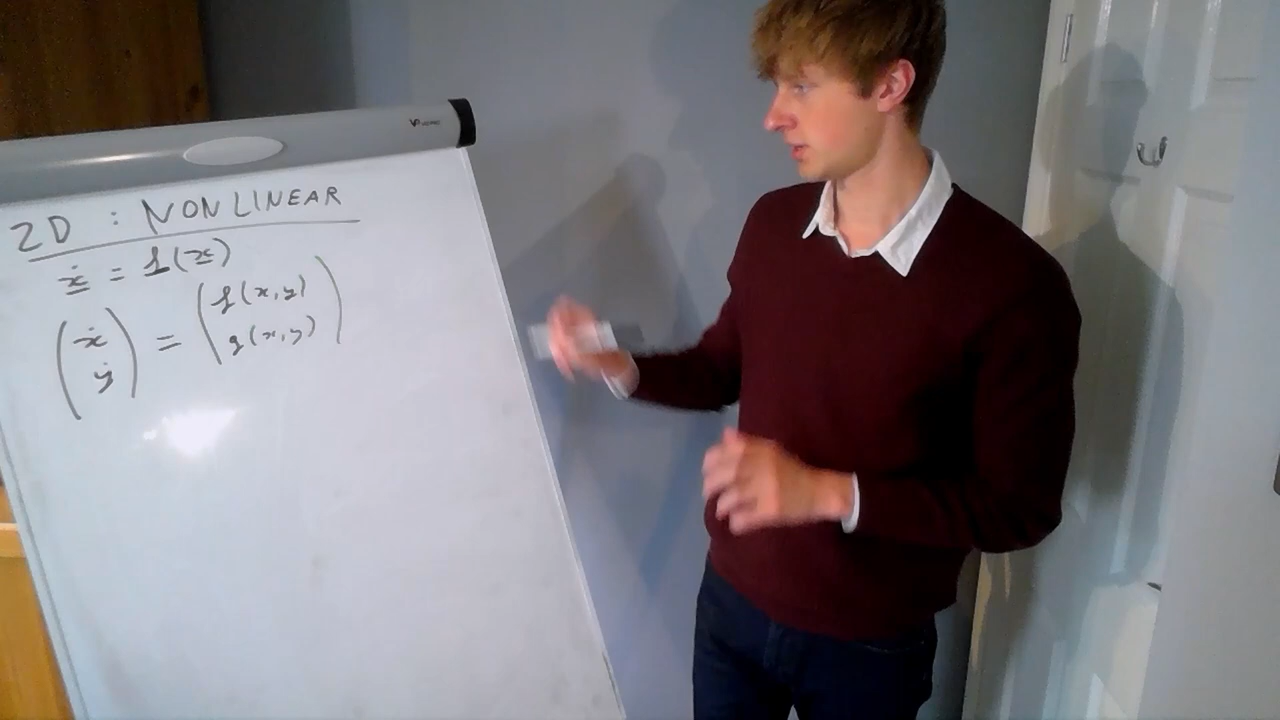 2D : NONLINEAR
ẋ = f(x)
(ẋ ẏ) = (f(x,y) g(x,y))